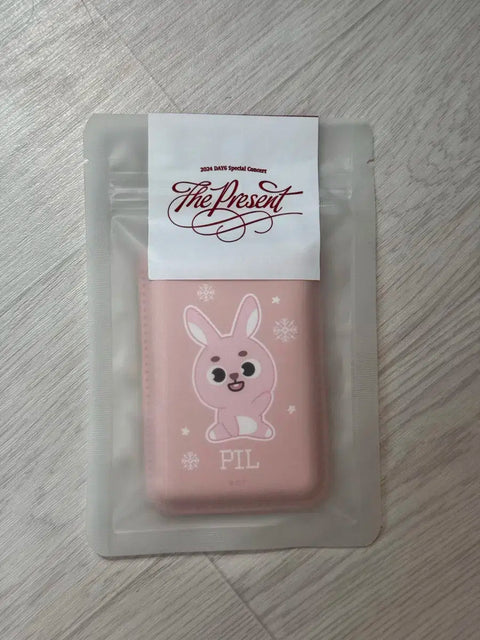 2024 DAY6 Special Concert
The Present
PIL